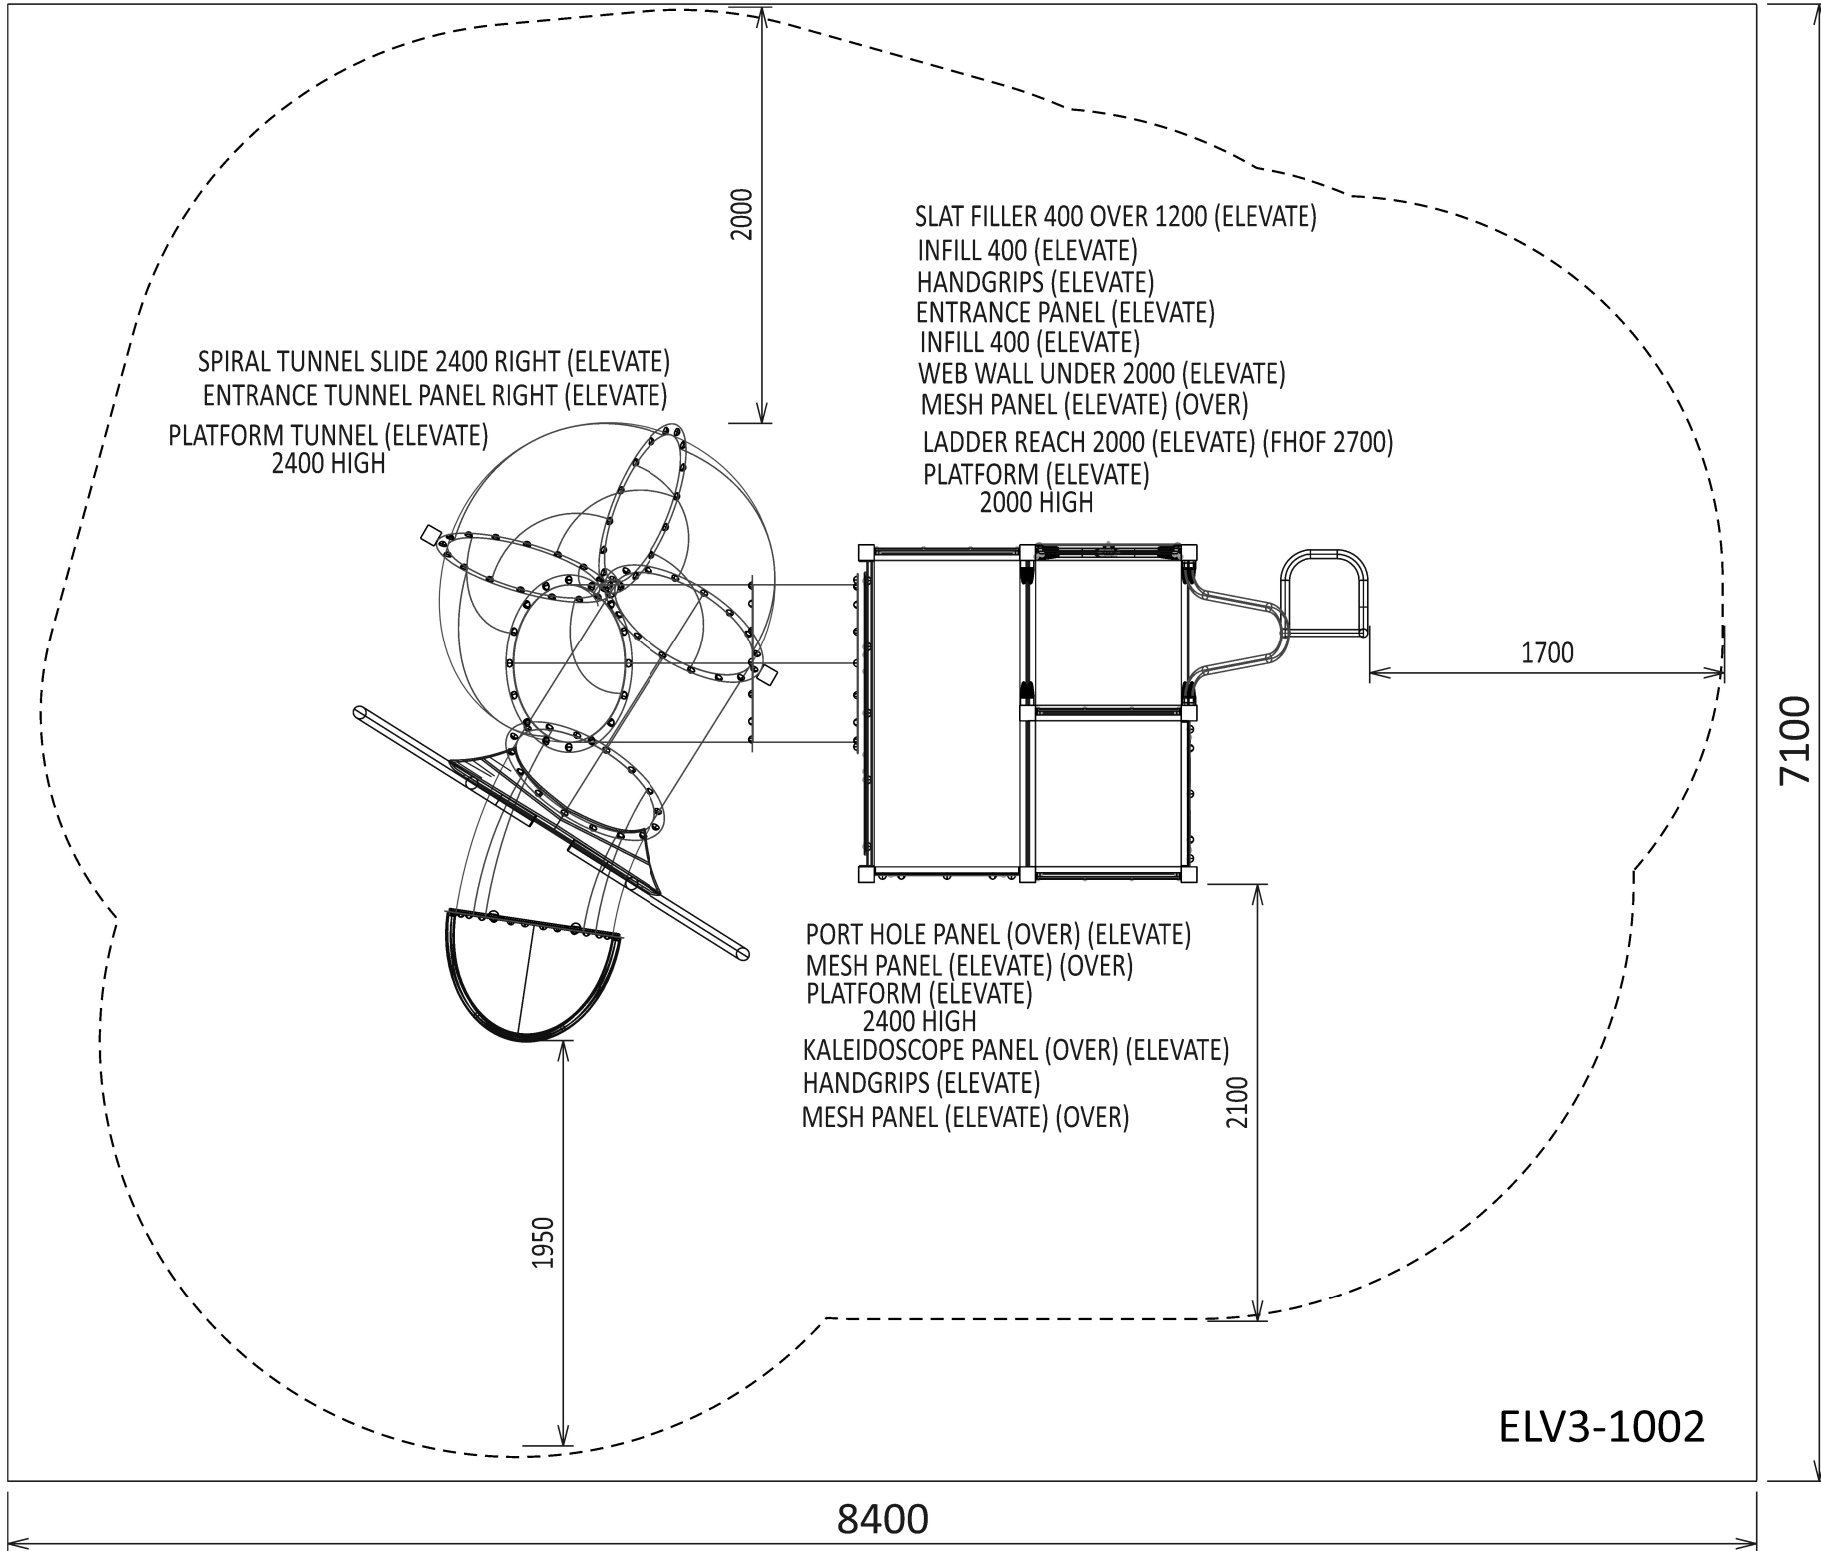 2000
SLAT FILLER 400 OVER 1200 (ELEVATE)
INFILL 400 (ELEVATE)
HANDGRIPS (ELEVATE)
ENTRANCE PANEL (ELEVATE)
INFILL 400 (ELEVATE)
WEB WALL UNDER 2000 (ELEVATE)
MESH PANEL (ELEVATE) (OVER)
LADDER REACH 2000 (ELEVATE) (FHOF 2700)
PLATFORM (ELEVATE)
2000 HIGH
SPIRAL TUNNEL SLIDE 2400 RIGHT (ELEVATE)
ENTRANCE TUNNEL PANEL RIGHT (ELEVATE)
PLATFORM TUNNEL (ELEVATE)
2400 HIGH
1700
7100
PORT HOLE PANEL (OVER) (ELEVATE)
MESH PANEL (ELEVATE) (OVER)
PLATFORM (ELEVATE)
2400 HIGH
KALEIDOSCOPE PANEL (OVER) (ELEVATE)
HANDGRIPS (ELEVATE)
MESH PANEL (ELEVATE) (OVER)
2100
1950
ELV3-1002
8400